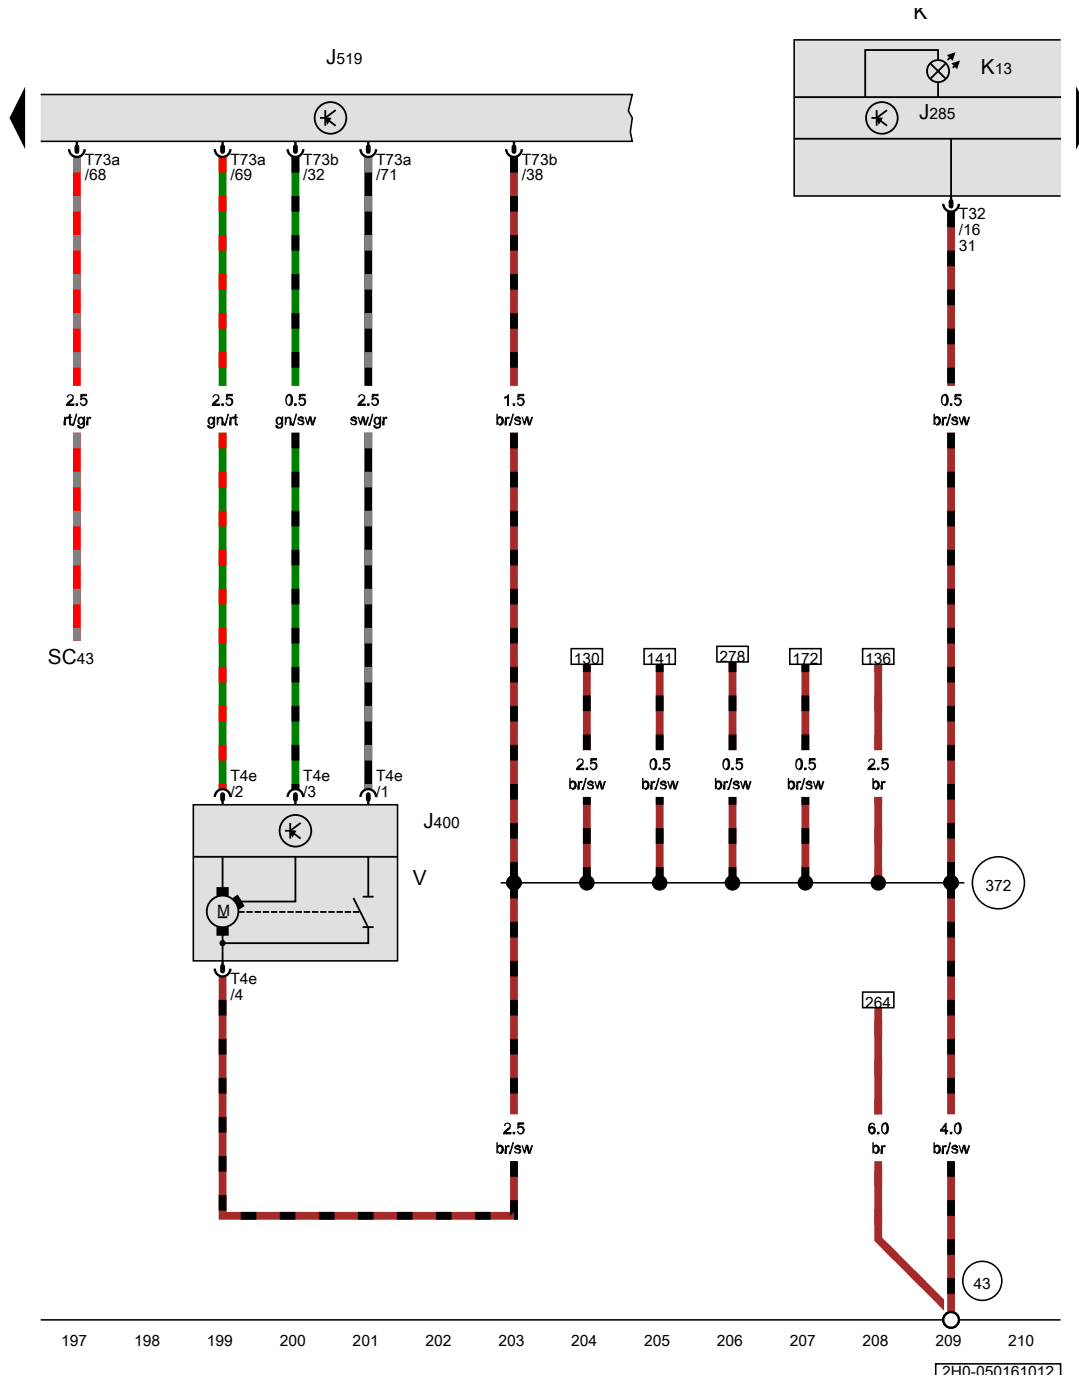 K
J519
K13
J285
T73a
/68
T73a
/69
T73b
/32
T73a
/71
T73b
/38
T32
/16
31
2.5
rt/gr
2.5
gn/rt
0.5
gn/sw
2.5
sw/gr
1.5
br/sw
0.5
br/sw
SC43
130
141
278
172
136
2.5
br/sw
0.5
br/sw
0.5
br/sw
0.5
br/sw
2.5
br
T4e
/2
T4e
/3
T4e
/1
J400
V
M
372
T4e
/4
264
2.5
br/sw
6.0
br
4.0
br/sw
43
197 198 199 200 201 202 203 204 205 206 207 208 209 210
2H0-050161012